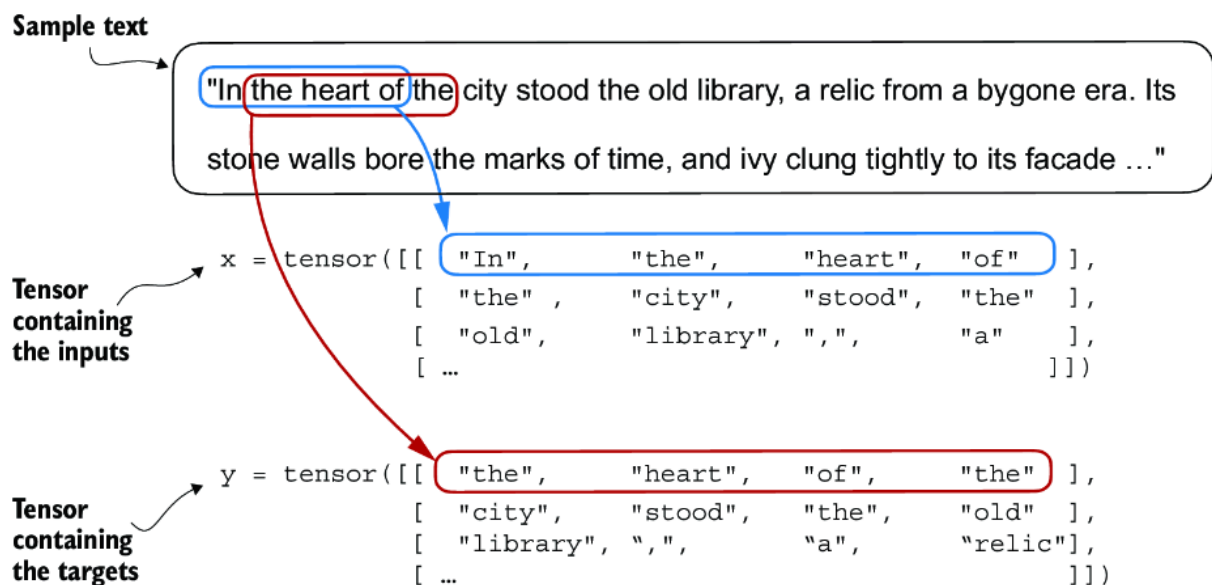 Sample text
"In the heart of the city stood the old library, a relic from a bygone era. Its
stone walls bore the marks of time, and ivy clung tightly to its facade …"
x = tensor([[ "In", "the", "heart", "of" ],
[ "the" , "city", "stood", "the" ],
[ "old", "library", ",", "a" ],
[ … ]])
Tensor
containing
the inputs
y = tensor([[ "the", "heart", "of", "the" ],
[ "city", "stood", "the", "old" ],
[ "library", “,", “a", “relic"],
[ … ]])
Tensor
containing
the targets